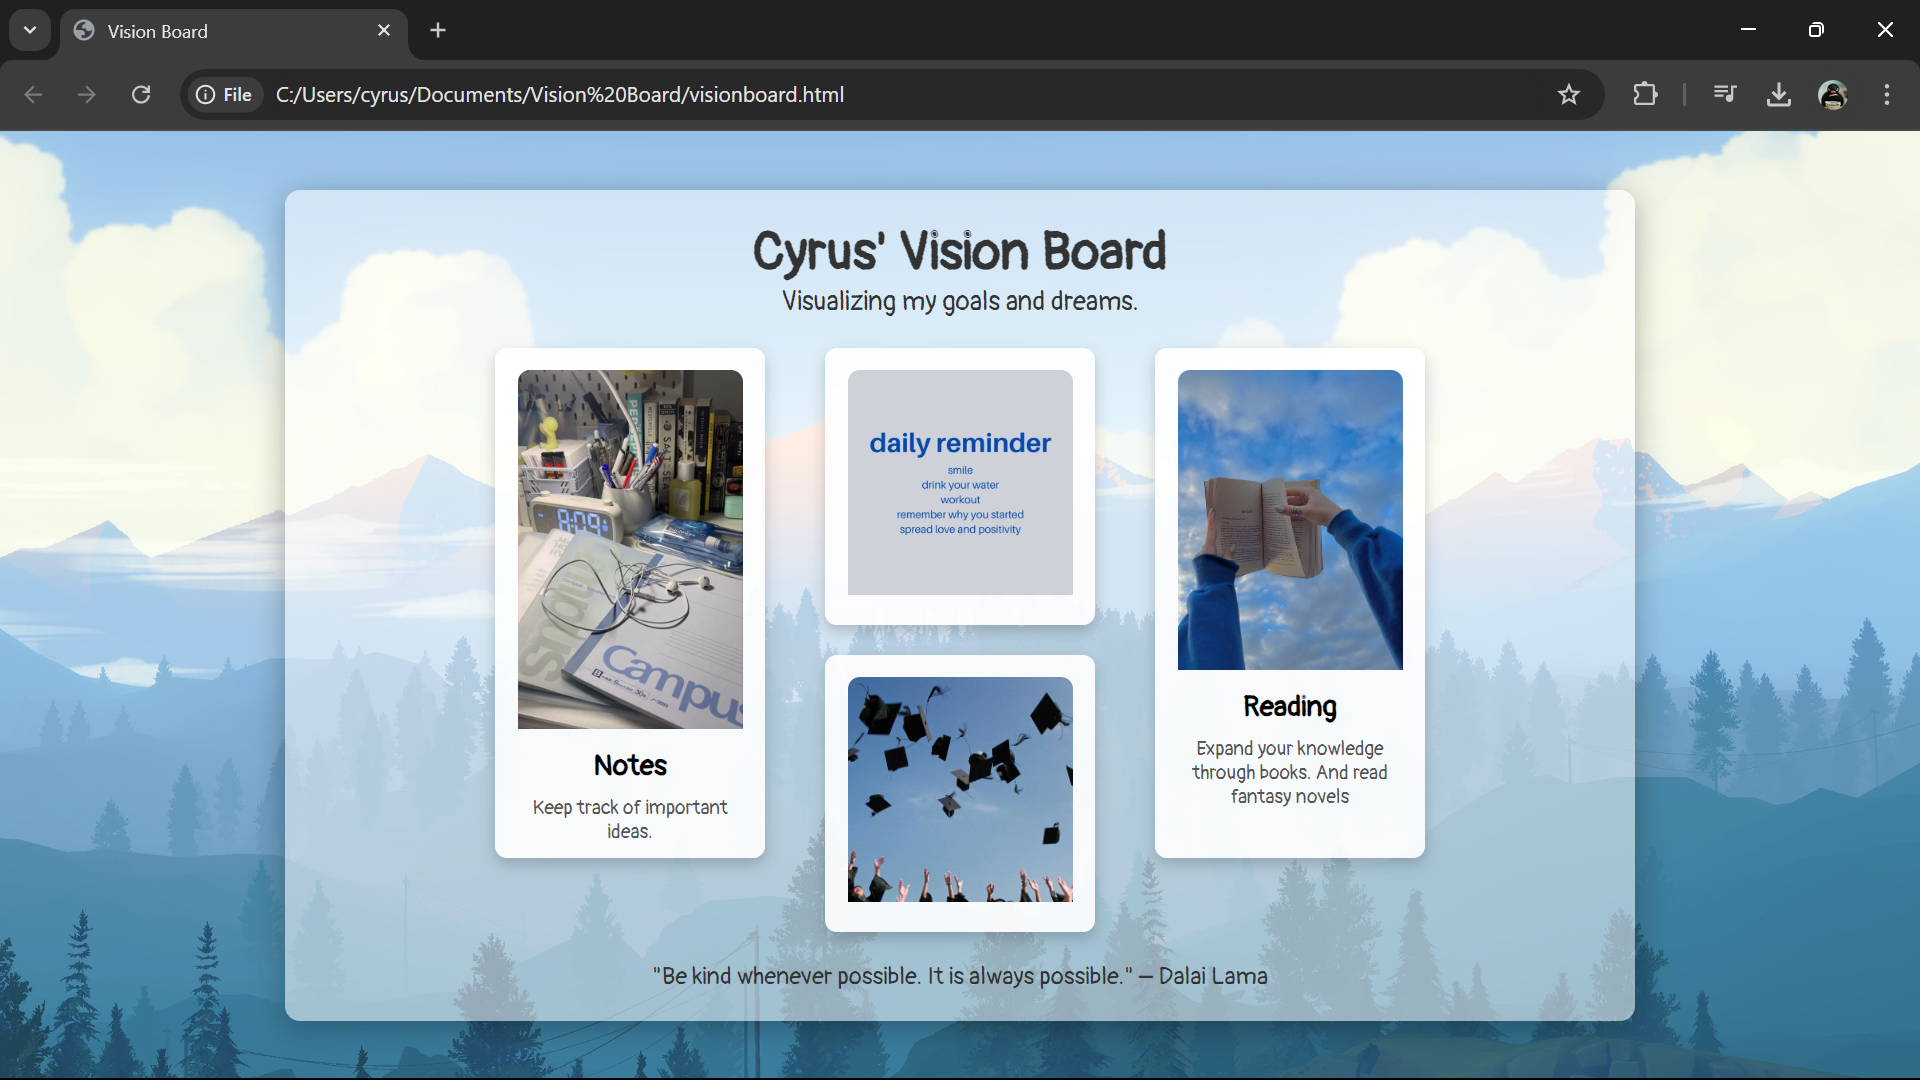 Vision Board
File
C:/Users/cyrus/Documents/Vision%20Board/visionboard.html
Cyrus' Vision Board
Visualizing my goals and dreams.
8:09
Campus
Notes
Keep track of important
ideas.
daily reminder
smile
drink your water
workout
remember why you started
spread love and positivity
Reading
Expand your knowledge
through books. And read
fantasy novels
"Be kind whenever possible. It is always possible." — Dalai Lama